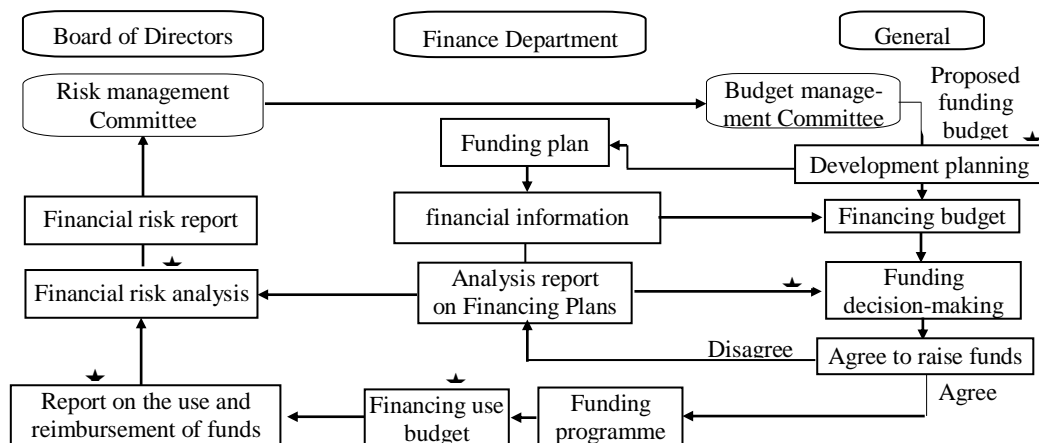 Board of Directors
Finance Department
General
Risk management
Committee
Budget manage-
ment Committee
Proposed
funding
budget
Funding plan
Development planning
Financial risk report
financial information
Financing budget
Financial risk analysis
Analysis report
on Financing Plans
Funding
decision-making
Disagree
Agree to raise funds
Agree
Report on the use and
reimbursement of funds
Financing use
budget
Funding
programme